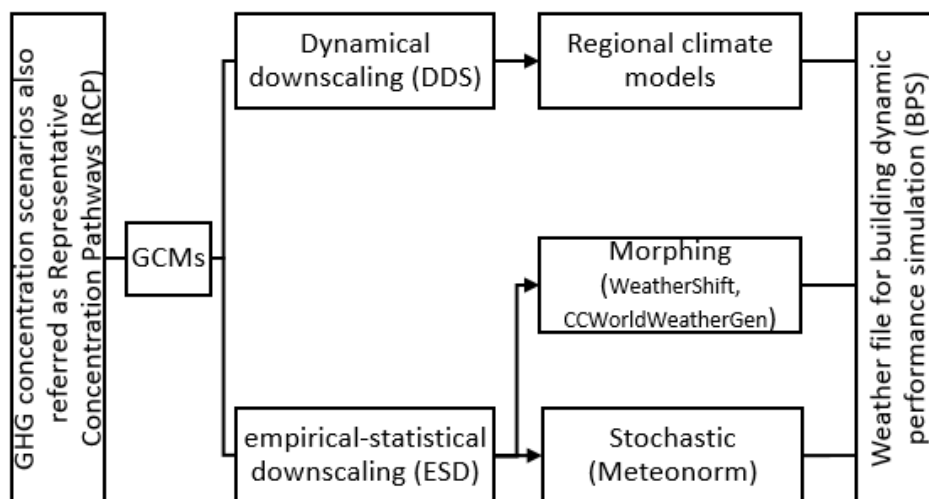 GHG concentration scenarios also
referred as Representative
Concentration Pathways (RCP)
GCMs
Dynamical
downscaling (DDS)
Regional climate
models
Morphing
(WeatherShift,
CCWorldWeatherGen)
empirical-statistical
downscaling (ESD)
Stochastic
(Meteonorm)
Weather file for building dynamic
performance simulation (BPS)